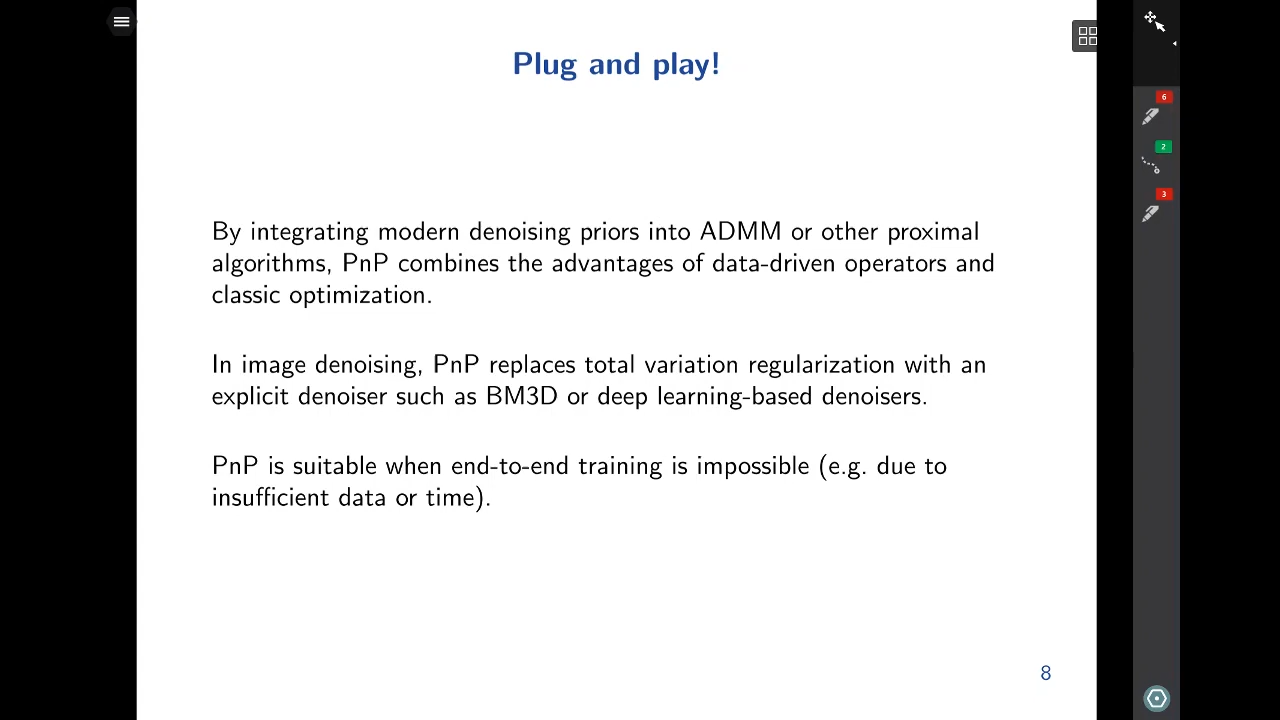 Plug and play!
6
2
3
By integrating modern denoising priors into ADMM or other proximal
algorithms, PnP combines the advantages of data-driven operators and
classic optimization.
In image denoising, PnP replaces total variation regularization with an
explicit denoiser such as BM3D or deep learning-based denoisers.
PnP is suitable when end-to-end training is impossible (e.g. due to
insufficient data or time).
8